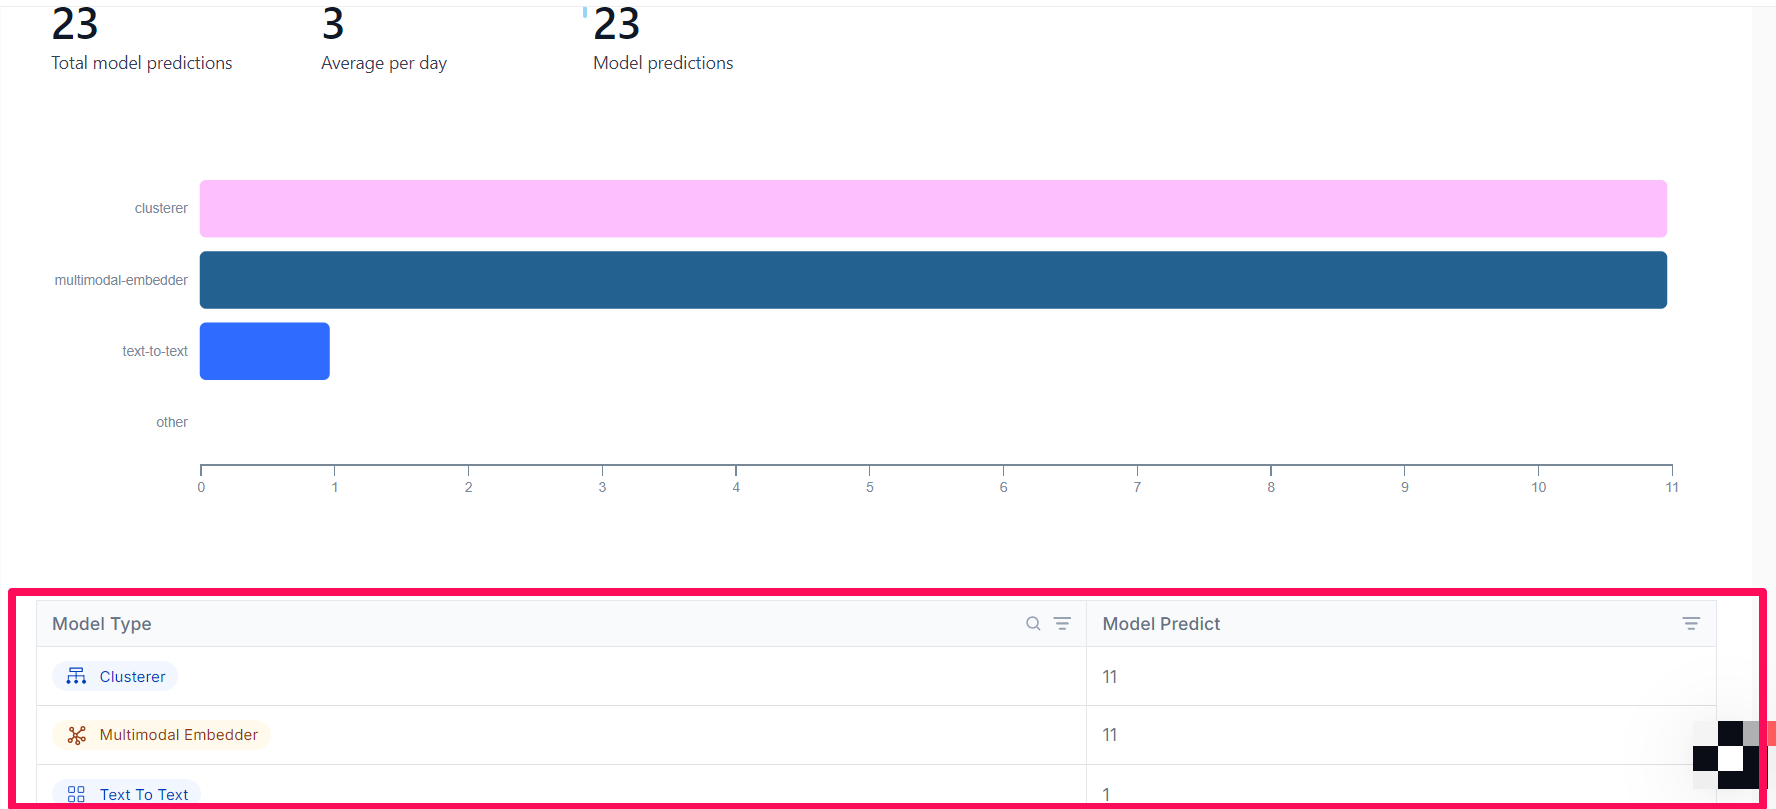 23 3 23
Total model predictions Average per day Model predictions
clusterer
multimodal-embedder
text-to-text
other
0 1 2 3 4 5 6 7 8 9 10 11
Model Type Model Predict
Clusterer 11
Multimodal Embedder 11
Text To Text 1